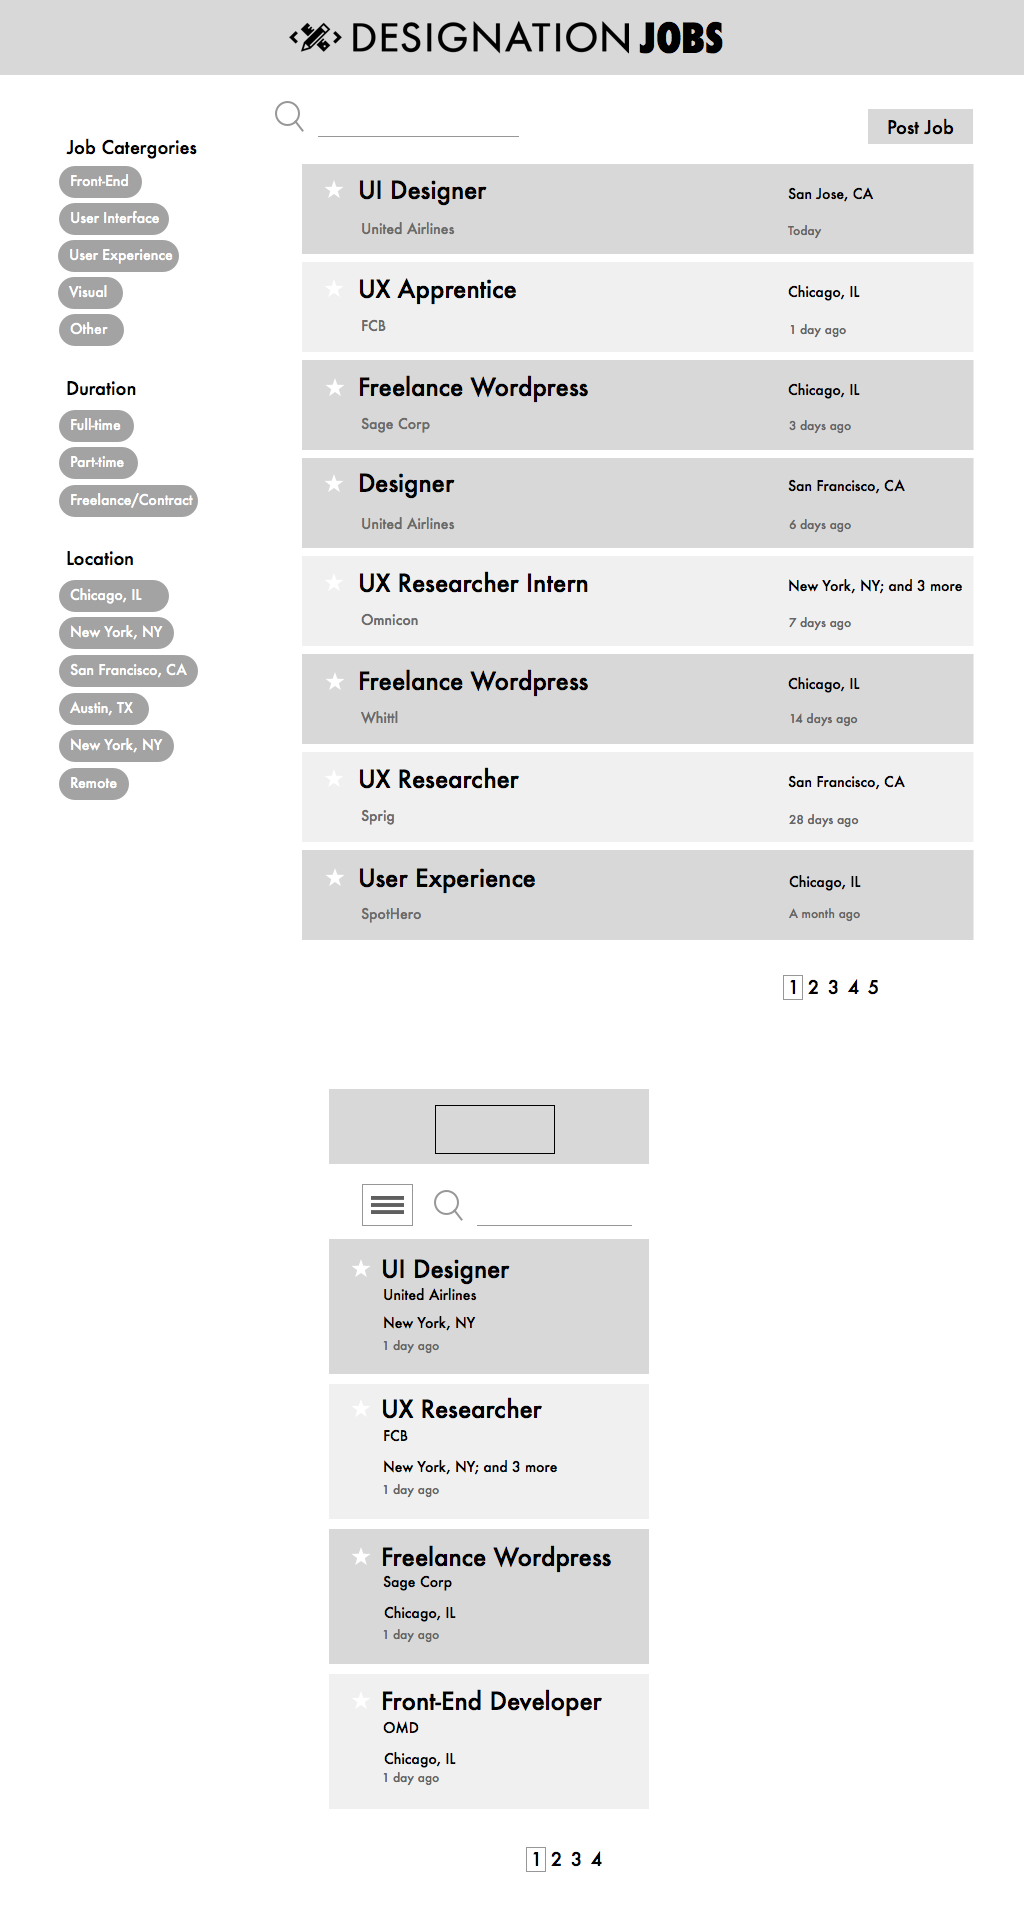 DESIGNATION JOBS
Post Job
Job Catergories
Front-End
User Interface
User Experience
Visual
Other
Duration
Full-time
Part-time
Freelance/Contract
Location
Chicago, IL
New York, NY
San Francisco, CA
Austin, TX
New York, NY
Remote
UI Designer
San Jose, CA
United Airlines
Today
UX Apprentice
Chicago, IL
FCB
1 day ago
Freelance Wordpress
Chicago, IL
Sage Corp
3 days ago
Designer
San Francisco, CA
United Airlines
6 days ago
UX Researcher Intern
New York, NY; and 3 more
Omnicon
7 days ago
Freelance Wordpress
Chicago, IL
Whittl
14 days ago
UX Researcher
San Francisco, CA
Sprig
28 days ago
User Experience
Chicago, IL
SpotHero
A month ago
1 2 3 4 5
UI Designer
United Airlines
New York, NY
1 day ago
UX Researcher
FCB
New York, NY; and 3 more
1 day ago
Freelance Wordpress
Sage Corp
Chicago, IL
1 day ago
Front-End Developer
OMD
Chicago, IL
1 day ago
1 2 3 4